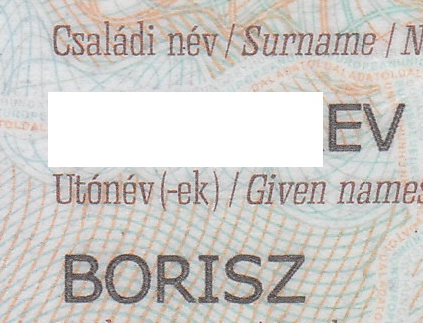 Családi név / Surname / N
EV
Utónév (-ek) / Given names
BORISZ